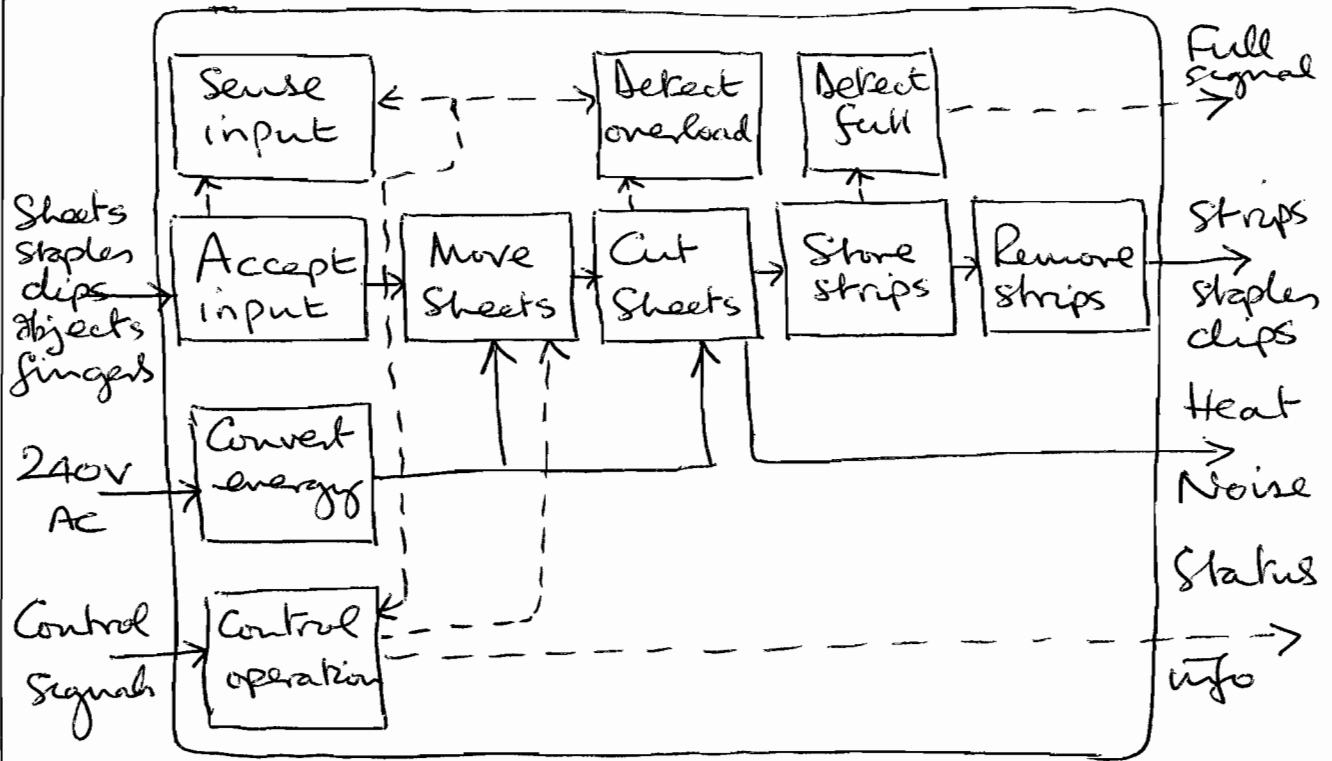 Full
signal
Sense
input
Detect
overload
Detect
full
Sheets
staples
clips
objects
fingers
Accept
input
Move
Sheets
Cut
Sheets
Store
strips
Remove
strips
Strips
staples
clips
Convert
energy
240V
AC
Heat
Noise
Control
signals
Control
operation
Status
info